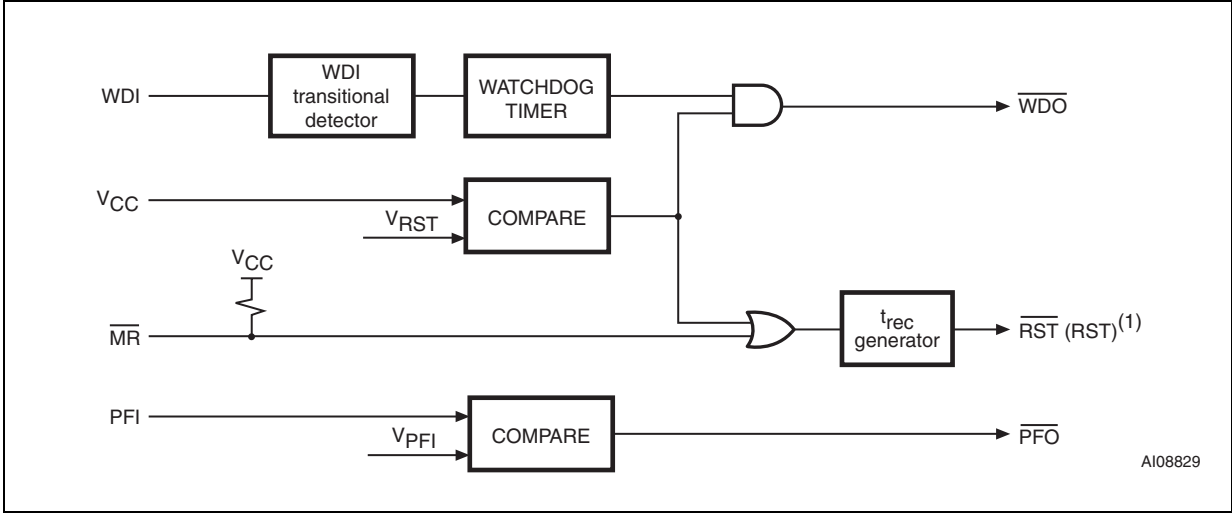 WDI
WDI
transitional
detector
WATCHDOG
TIMER
WDO
VCC
VRST
COMPARE
VCC
MR
trec
generator
RST (RST)(1)
PFI
VPFI
COMPARE
PFO
AI08829